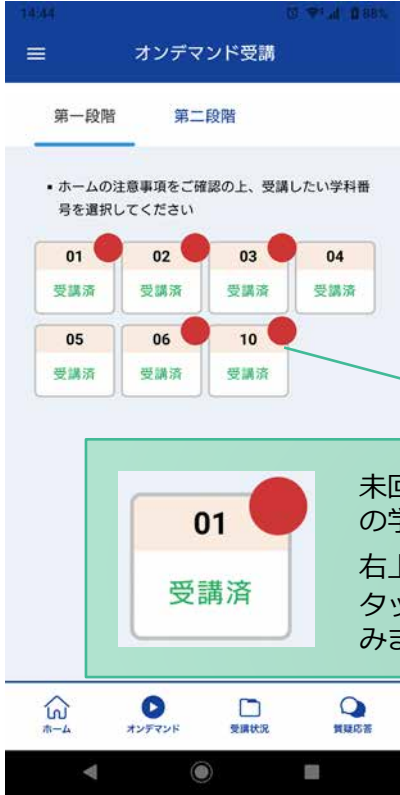 14:44
88%
オンデマンド受講
第一段階
第二段階
▪ ホームの注意事項をご確認の上、受講したい学科番
号を選択してください
01 02 03 04
受講済 受講済 受講済 受講済
05 06 10
受講済 受講済 受講済
01
受講済
未回
の学
右上
タッ
みま
ホーム オンデマンド 受講状況 質疑応答